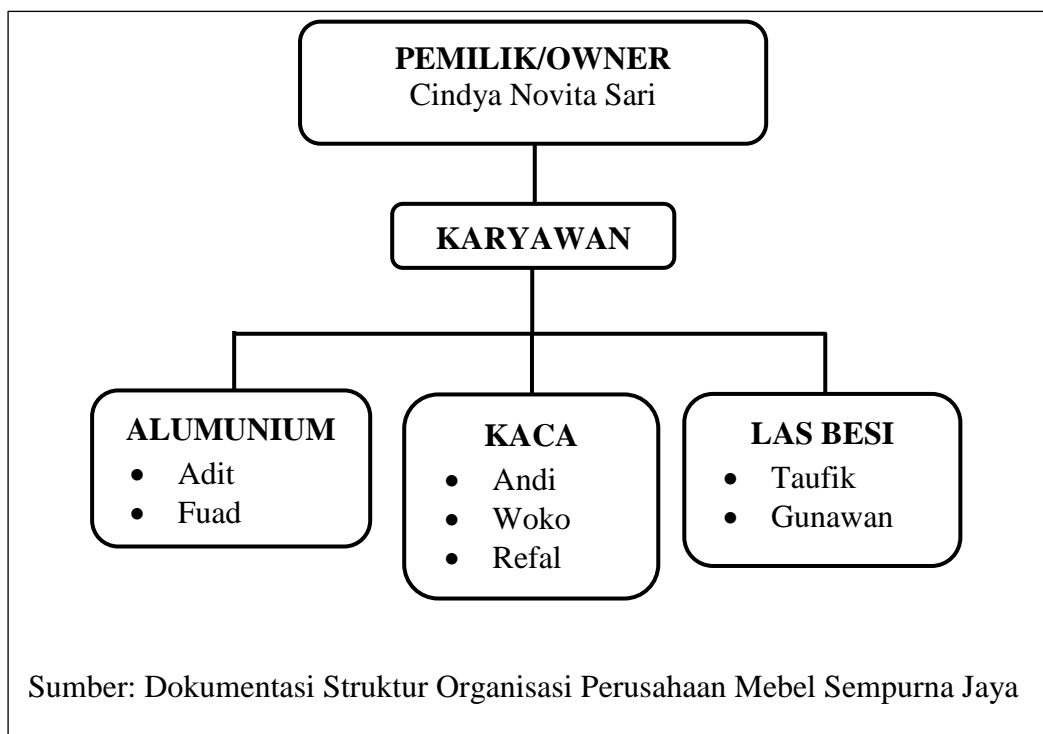 PEMILIK/OWNER
Cindya Novita Sari
KARYAWAN
ALUMUNIUM
• Adit
• Fuad
KACA
• Andi
• Woko
• Refal
LAS BESI
• Taufik
• Gunawan
Sumber: Dokumentasi Struktur Organisasi Perusahaan Mebel Sempurna Jaya